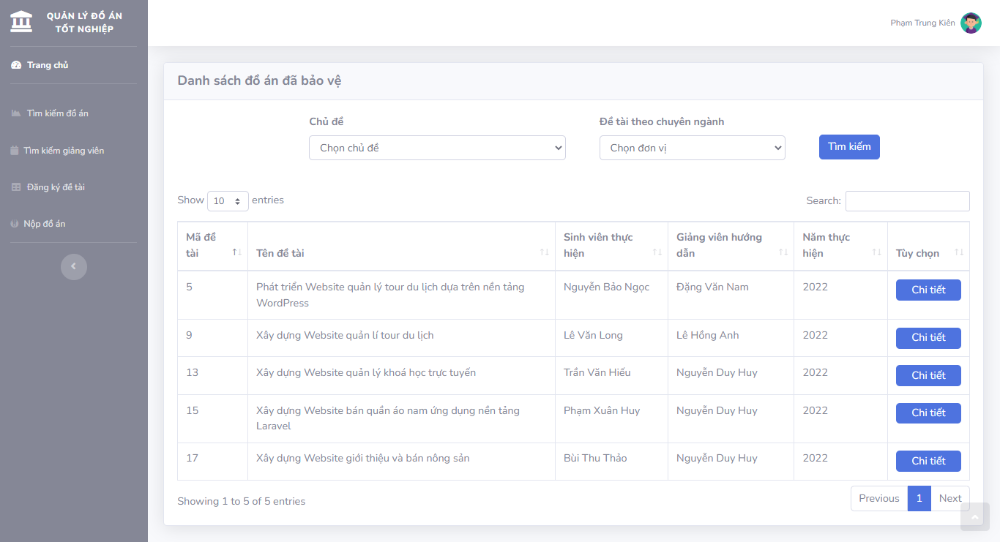 QUẢN LÝ ĐỒ ÁN
TỐT NGHIỆP
Phạm Trung Kiên
Trang chủ
Tìm kiếm đồ án
Tìm kiếm giảng viên
Đăng ký đề tài
Nộp đồ án
Danh sách đồ án đã bảo vệ
Chủ đề
Đề tài theo chuyên ngành
Chọn chủ đề
Chọn đơn vị
Tìm kiếm
Show 10 entries
Search:
Mã đề
tài
Tên đề tài
Sinh viên thực
hiện
Giảng viên hướng
dẫn
Năm thực
hiện
Tùy chọn
5
Phát triển Website quản lý tour du lịch dựa trên nền tảng
WordPress
Nguyễn Bảo Ngọc
Đặng Văn Nam
2022
Chi tiết
9
Xây dựng Website quản lí tour du lịch
Lê Văn Long
Lê Hồng Anh
2022
Chi tiết
13
Xây dựng Website quản lý khoá học trực tuyến
Trần Văn Hiếu
Nguyễn Duy Huy
2022
Chi tiết
15
Xây dựng Website bán quần áo nam ứng dụng nền tảng
Laravel
Phạm Xuân Huy
Nguyễn Duy Huy
2022
Chi tiết
17
Xây dựng Website giới thiệu và bán nông sản
Bùi Thu Thảo
Nguyễn Duy Huy
2022
Chi tiết
Showing 1 to 5 of 5 entries
Previous 1 Next